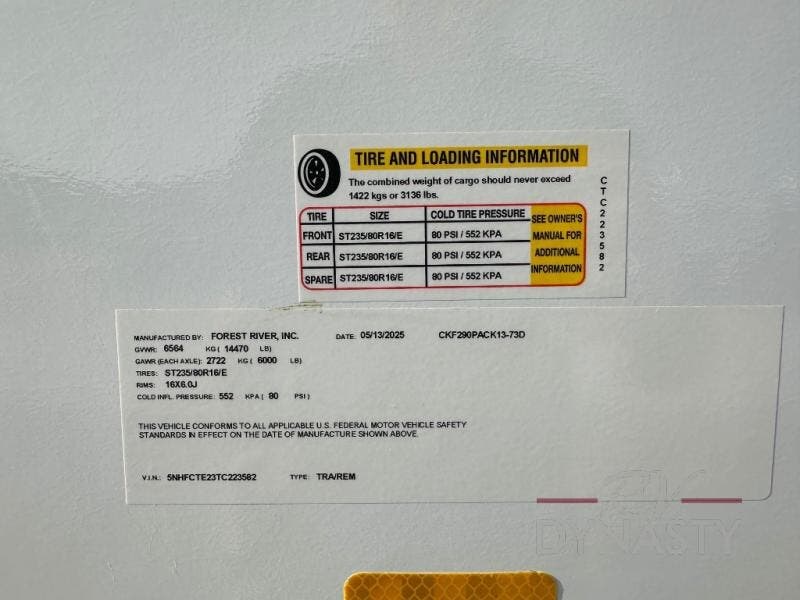 TIRE AND LOADING INFORMATION
The combined weight of cargo should never exceed
1422 kgs or 3136 lbs.
TIRE SIZE COLD TIRE PRESSURE SEE OWNER'S
FRONT ST235/80R16/E 80 PSI / 552 KPA MANUAL FOR
REAR ST235/80R16/E 80 PSI / 552 KPA ADDITIONAL
SPARE ST235/80R16/E 80 PSI / 552 KPA INFORMATION
CTC223582
MANUFACTURED BY: FOREST RIVER, INC. DATE: 05/13/2025 CKF290PACK13-73D
GVWR: 6564 KG ( 14470 LB)
GAWR (EACH AXLE): 2722 KG ( 6000 LB)
TIRES: ST235/80R16/E
RIMS: 16X6.0J
COLD INFL. PRESSURE: 552 KPA ( 80 PSI )
THIS VEHICLE CONFORMS TO ALL APPLICABLE U.S. FEDERAL MOTOR VEHICLE SAFETY
STANDARDS IN EFFECT ON THE DATE OF MANUFACTURE SHOWN ABOVE.
V.I.N.: 5NHFCTE23TC223582 TYPE: TRA/REM
RV
DYNASTY